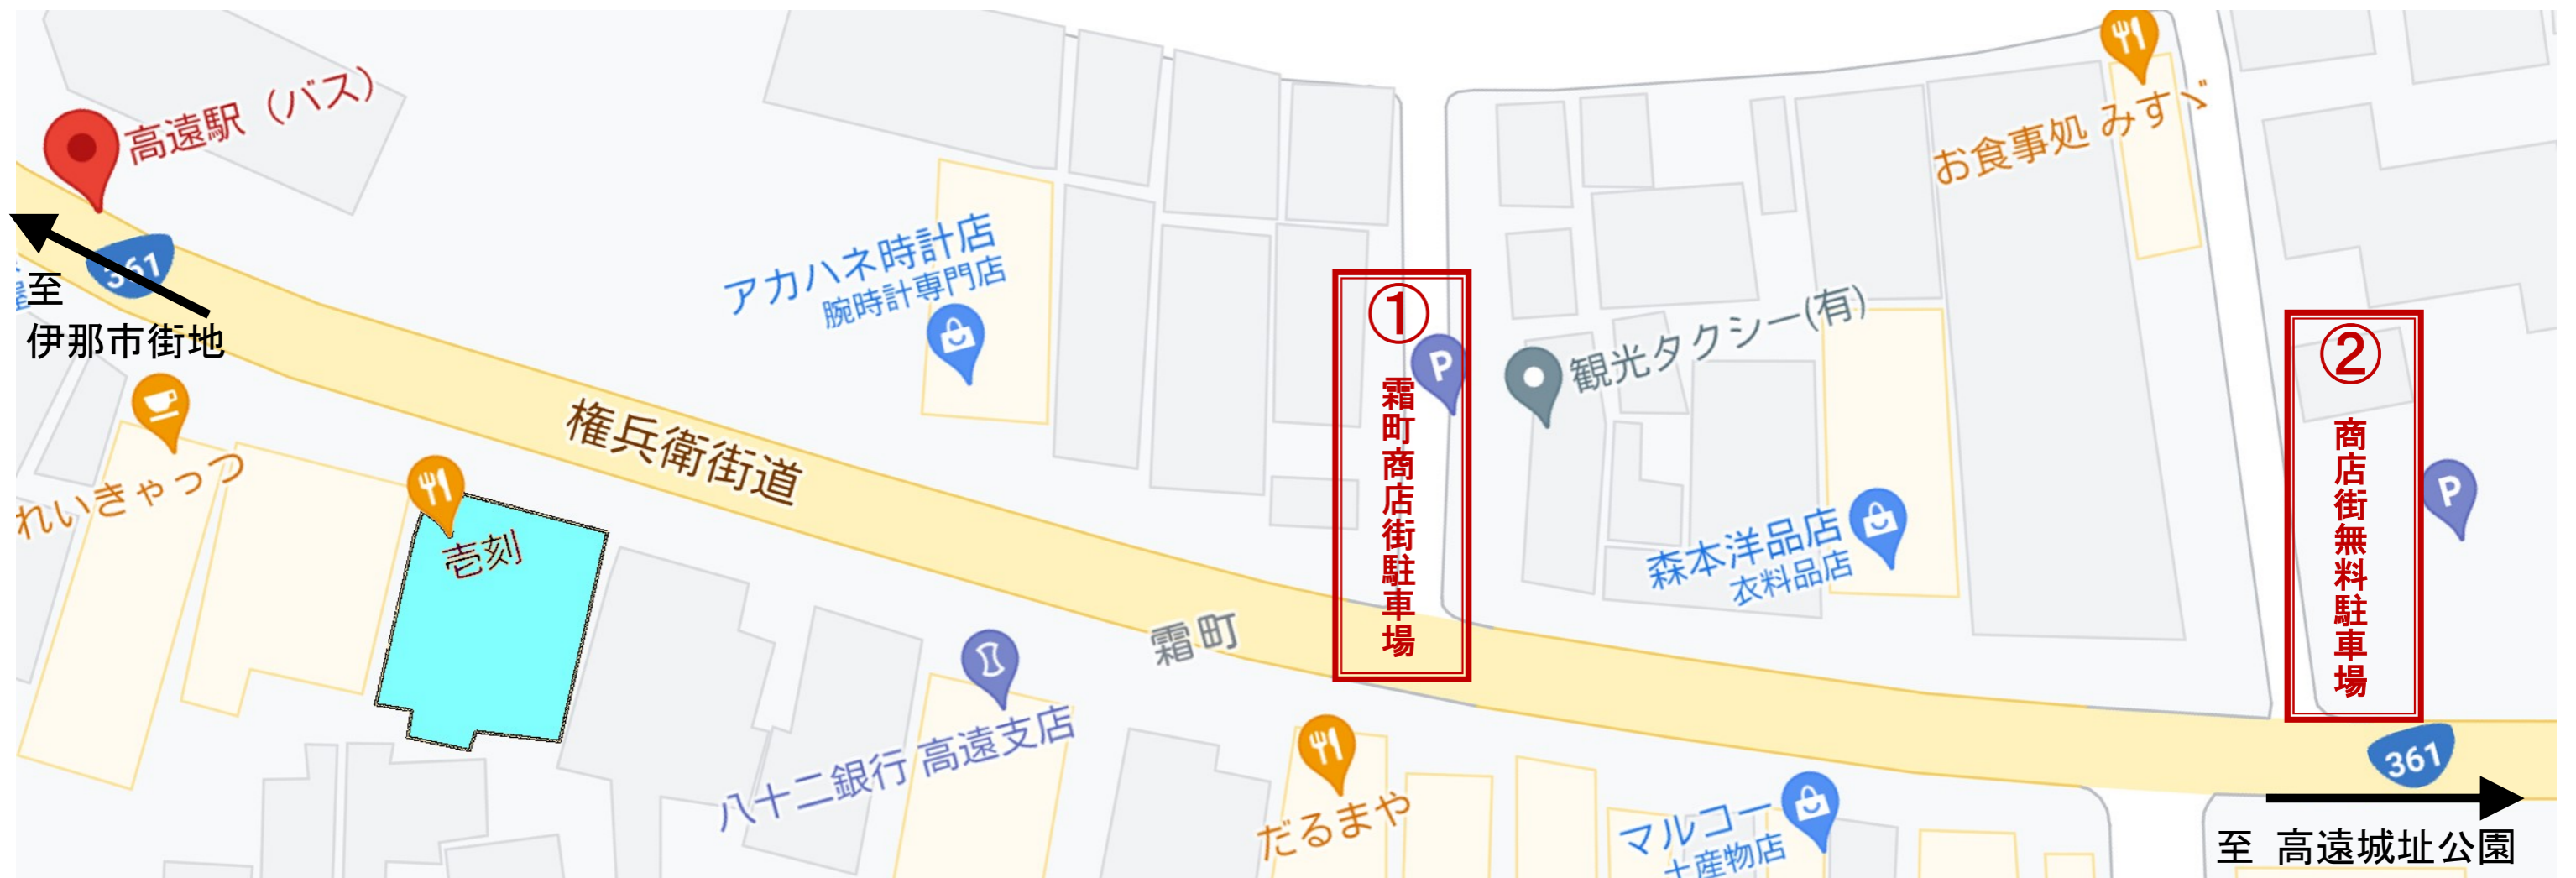 高遠駅（バス）
361
至
伊那市街地
アカハネ時計店
腕時計専門店
お食事処 みすゞ
①
霜町商店街駐車場
P
観光タクシー(有)
②
商店街無料駐車場
P
権兵衛街道
れいきゃっつ
壱刻
森本洋品店
衣料品店
霜町
八十二銀行 高遠支店
だるまや
マルコー
土産物店
361
至 高遠城址公園